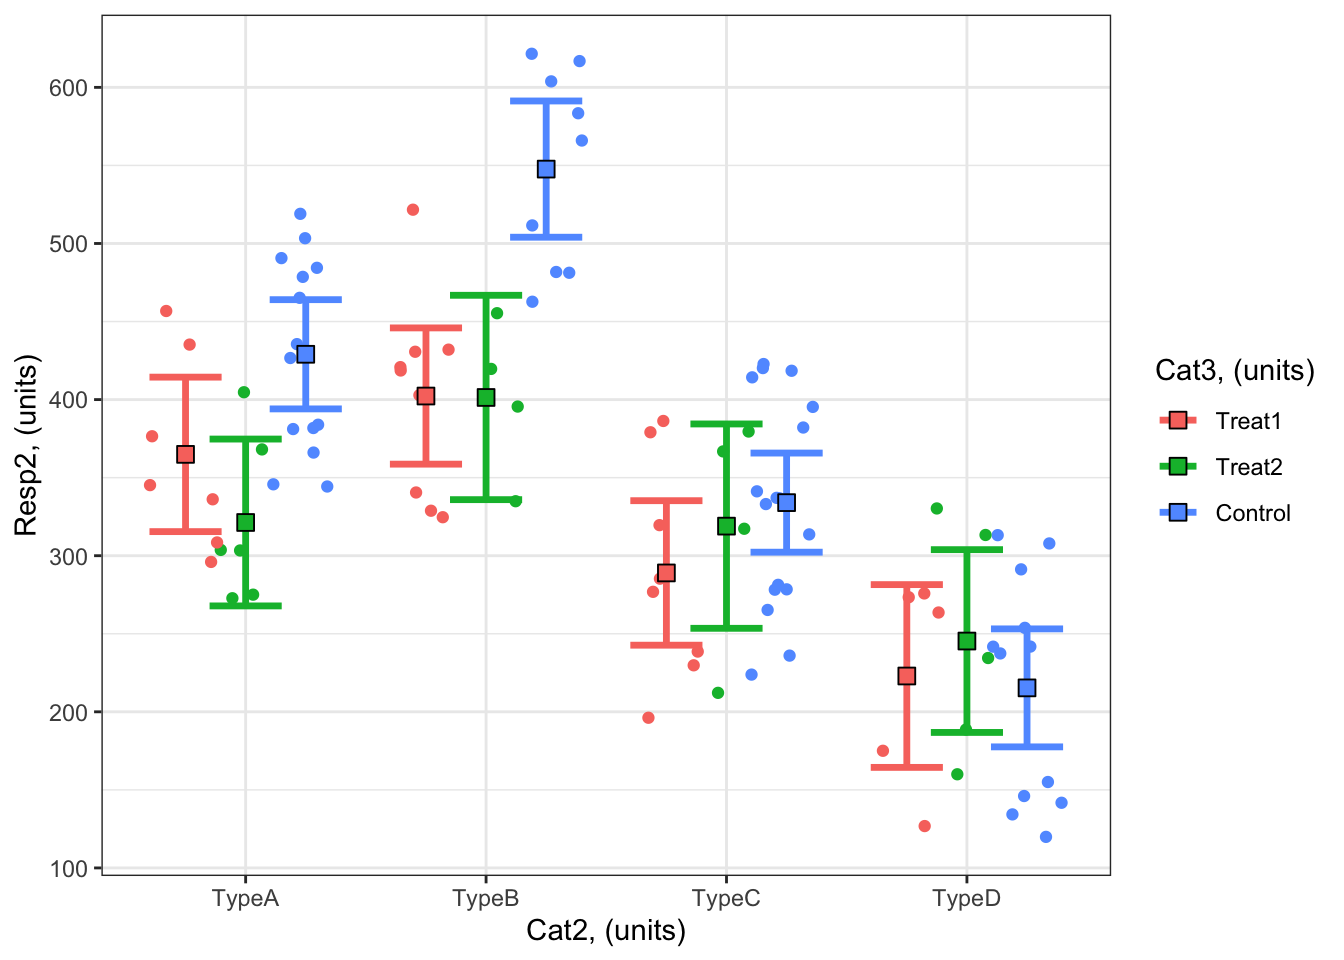 600
500
400
300
200
100
Resp2, (units)
TypeA
TypeB
TypeC
TypeD
Cat2, (units)
Cat3, (units)
Treat1
Treat2
Control